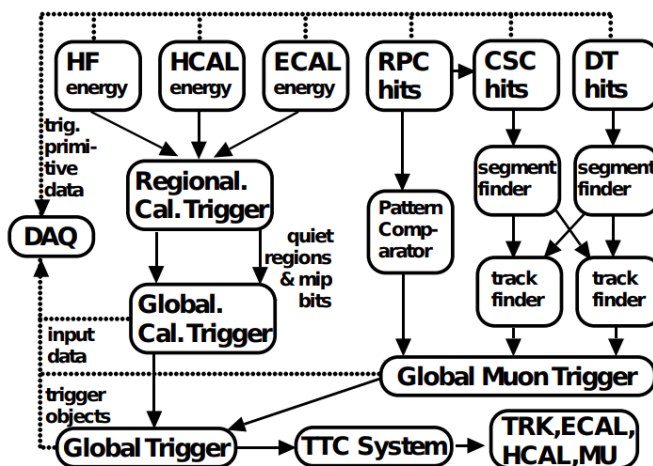 HF
energy
HCAL
energy
ECAL
energy
RPC
hits
CSC
hits
DT
hits
trig.
primi-
tive
data
Regional.
Cal. Trigger
segment
finder
segment
finder
Pattern
Comp-
arator
DAQ
quiet
regions
& mip
bits
Global.
Cal. Trigger
track
finder
track
finder
input
data
Global Muon Trigger
trigger
objects
Global Trigger
TTC System
TRK,ECAL,
HCAL,MU